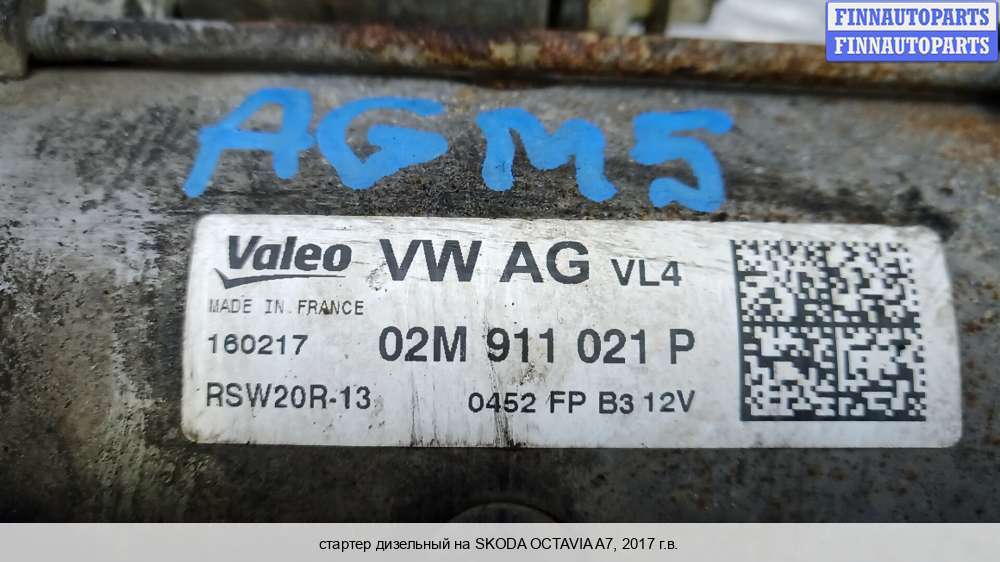 FINNAUTOPARTS
FINNAUTOPARTS
AGM5
Valeo VW AG VL4
MADE IN FRANCE
160217 02M 911 021 P
RSW20R-13 0452 FP B3 12V
стартер дизельный на SKODA OCTAVIA A7, 2017 г.в.